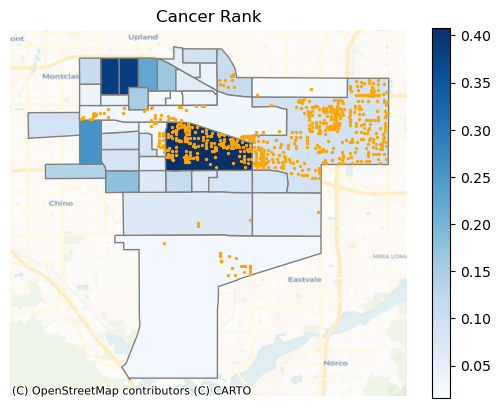 Cancer Rank
ont
Upland
Montclair
Chino
Eastvale
MIRA LOMA
Norco
(C) OpenStreetMap contributors (C) CARTO
0.40
0.35
0.30
0.25
0.20
0.15
0.10
0.05